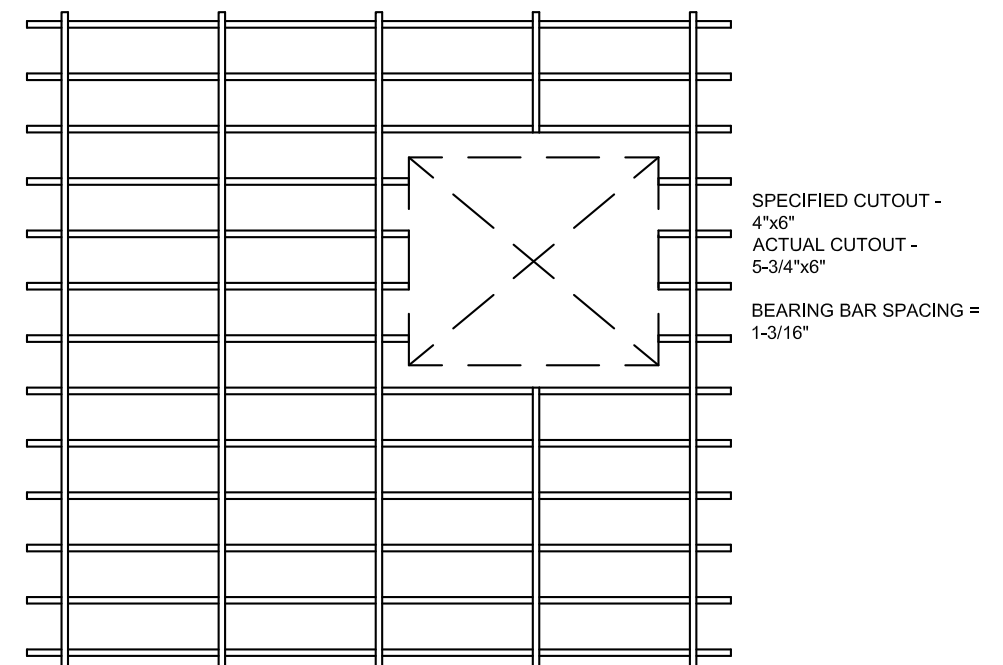 SPECIFIED CUTOUT -
4"x6"
ACTUAL CUTOUT -
5-3/4"x6"
BEARING BAR SPACING =
1-3/16"